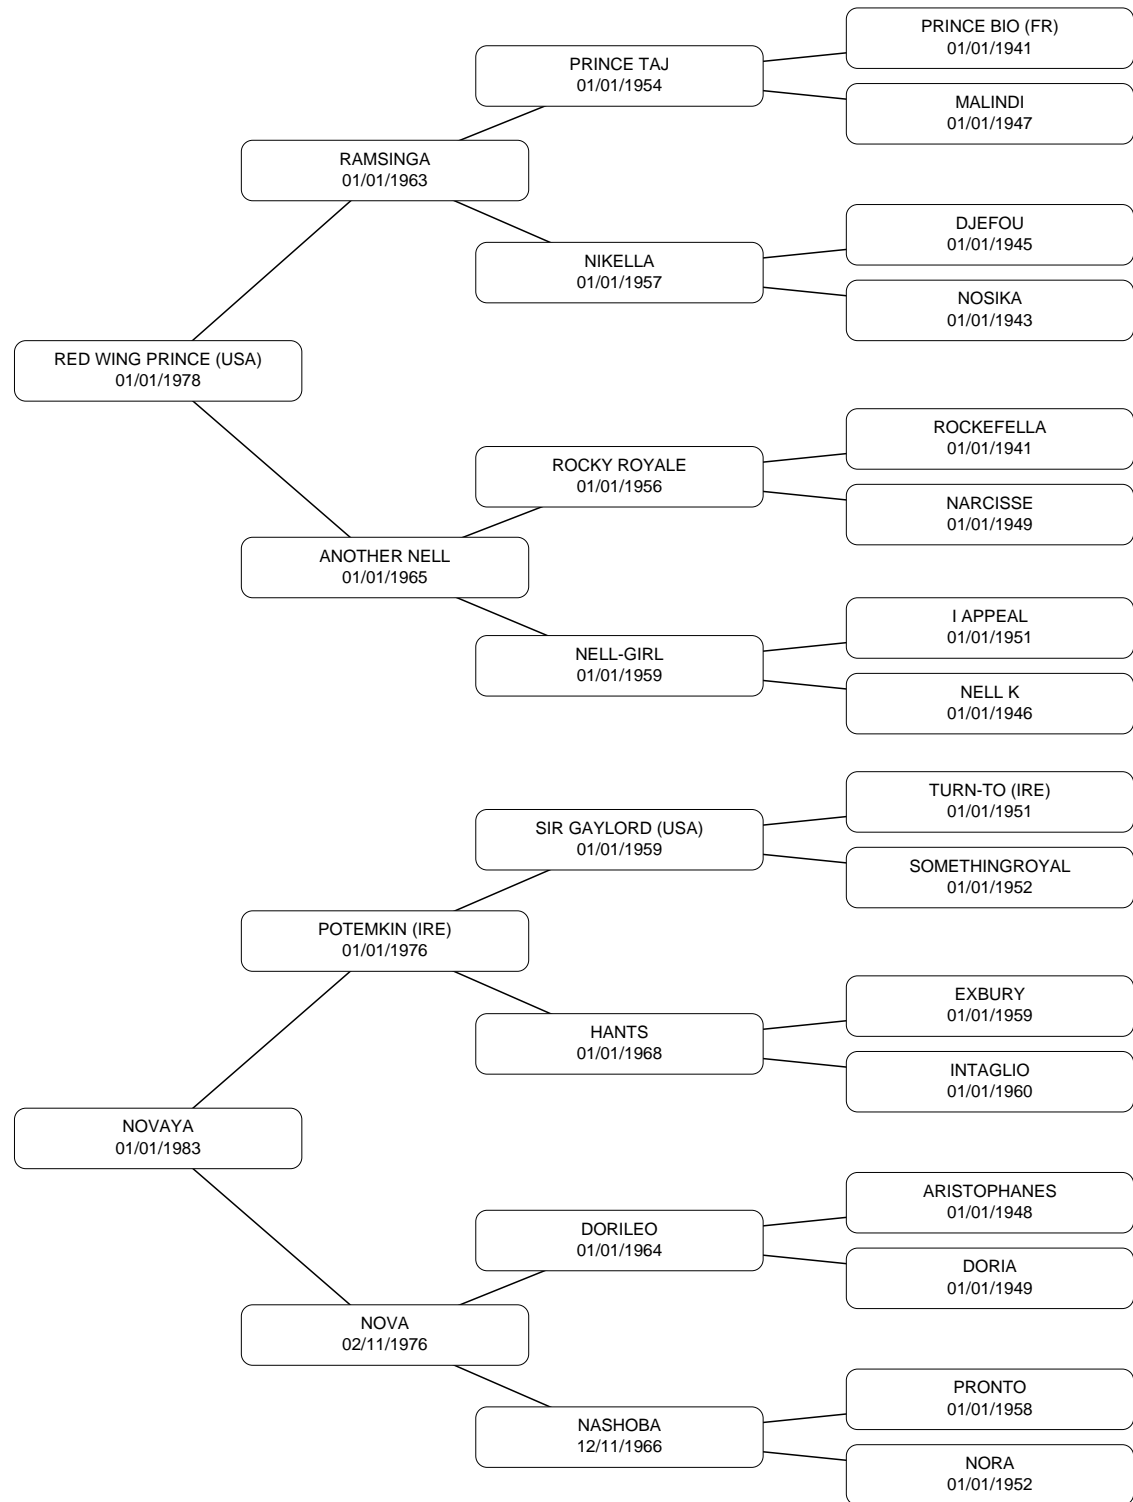 PRINCE BIO (FR)
01/01/1941
PRINCE TAJ
01/01/1954
MALINDI
01/01/1947
RAMSINGA
01/01/1963
DJEFOU
01/01/1945
NIKELLA
01/01/1957
NOSIKA
01/01/1943
RED WING PRINCE (USA)
01/01/1978
ROCKEFELLA
01/01/1941
ROCKY ROYALE
01/01/1956
NARCISSE
01/01/1949
ANOTHER NELL
01/01/1965
I APPEAL
01/01/1951
NELL-GIRL
01/01/1959
NELL K
01/01/1946
TURN-TO (IRE)
01/01/1951
SIR GAYLORD (USA)
01/01/1959
SOMETHINGROYAL
01/01/1952
POTEMKIN (IRE)
01/01/1976
EXBURY
01/01/1959
HANTS
01/01/1968
INTAGLIO
01/01/1960
NOVAYA
01/01/1983
ARISTOPHANES
01/01/1948
DORILEO
01/01/1964
DORIA
01/01/1949
NOVA
02/11/1976
PRONTO
01/01/1958
NASHOBA
12/11/1966
NORA
01/01/1952